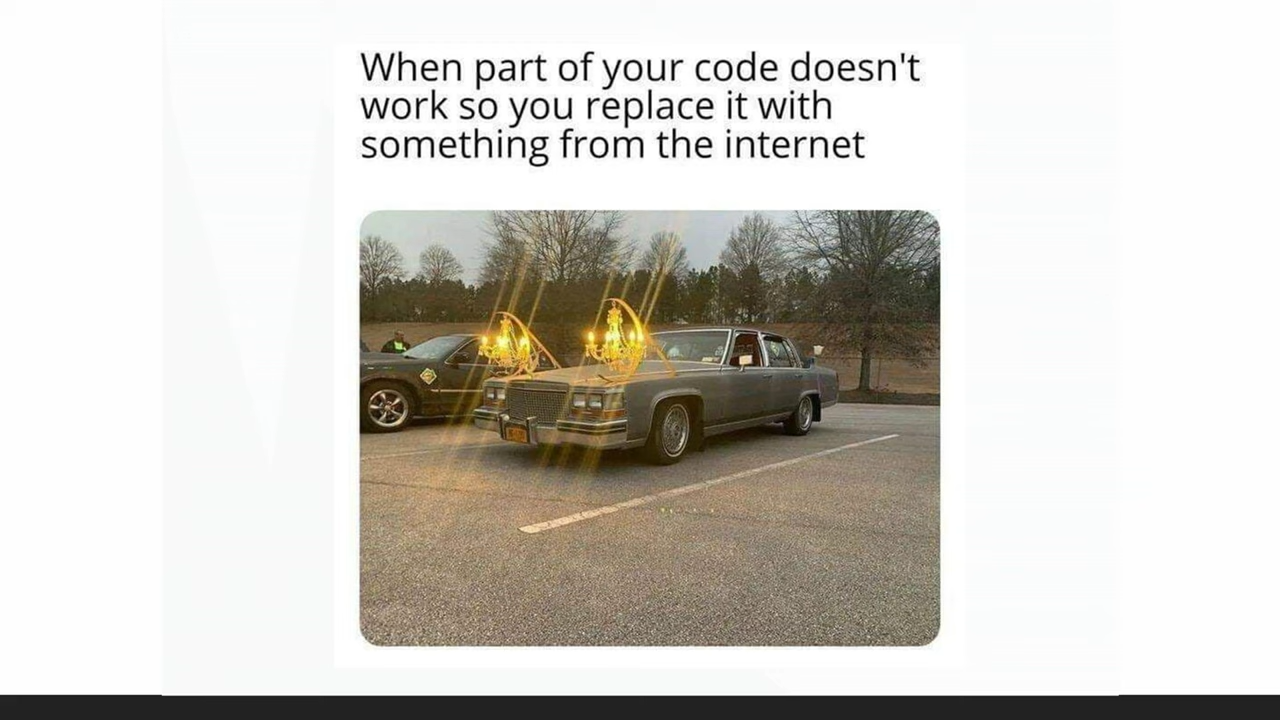 When part of your code doesn't
work so you replace it with
something from the internet